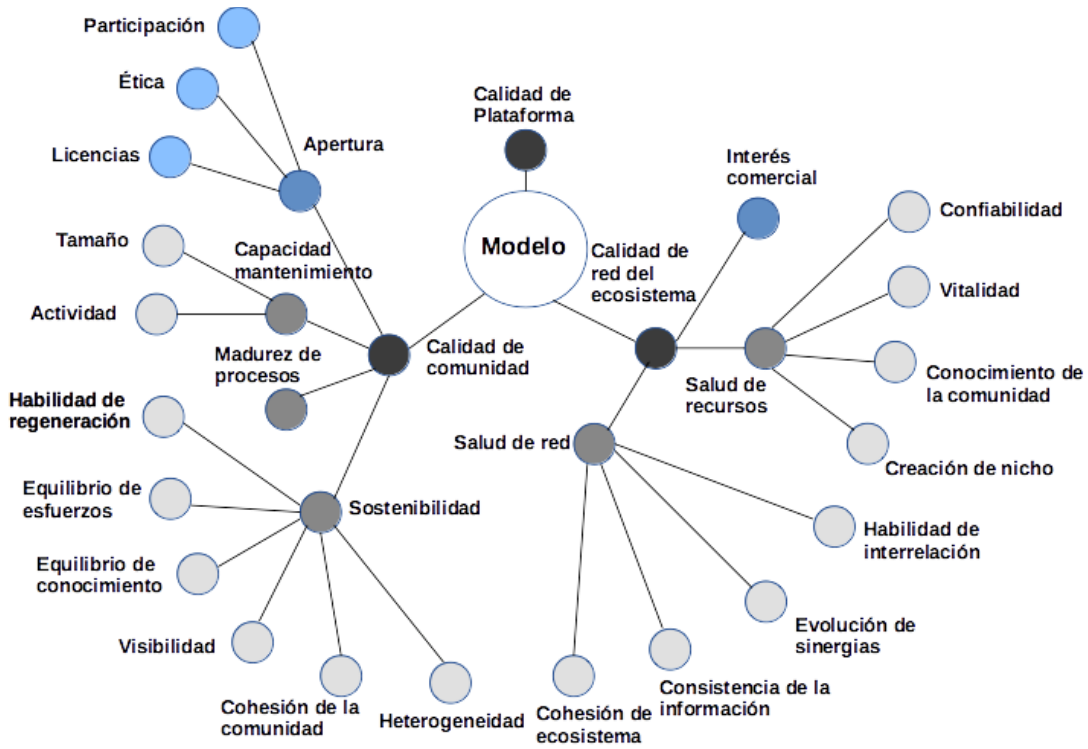 Participación
Ética
Licencias
Apertura
Calidad de
Plataforma
Interés
comercial
Confiabilidad
Tamaño
Capacidad
mantenimiento
Modelo
Calidad de
red del
ecosistema
Vitalidad
Actividad
Madurez de
procesos
Calidad de
comunidad
Salud de
recursos
Conocimiento de
la comunidad
Habilidad de
regeneración
Salud de red
Creación de nicho
Equilibrio de
esfuerzos
Sostenibilidad
Habilidad de
interrelación
Equilibrio de
conocimiento
Visibilidad
Evolución de
sinergias
Cohesión de la
comunidad
Heterogeneidad
Cohesión de
ecosistema
Consistencia de la
información